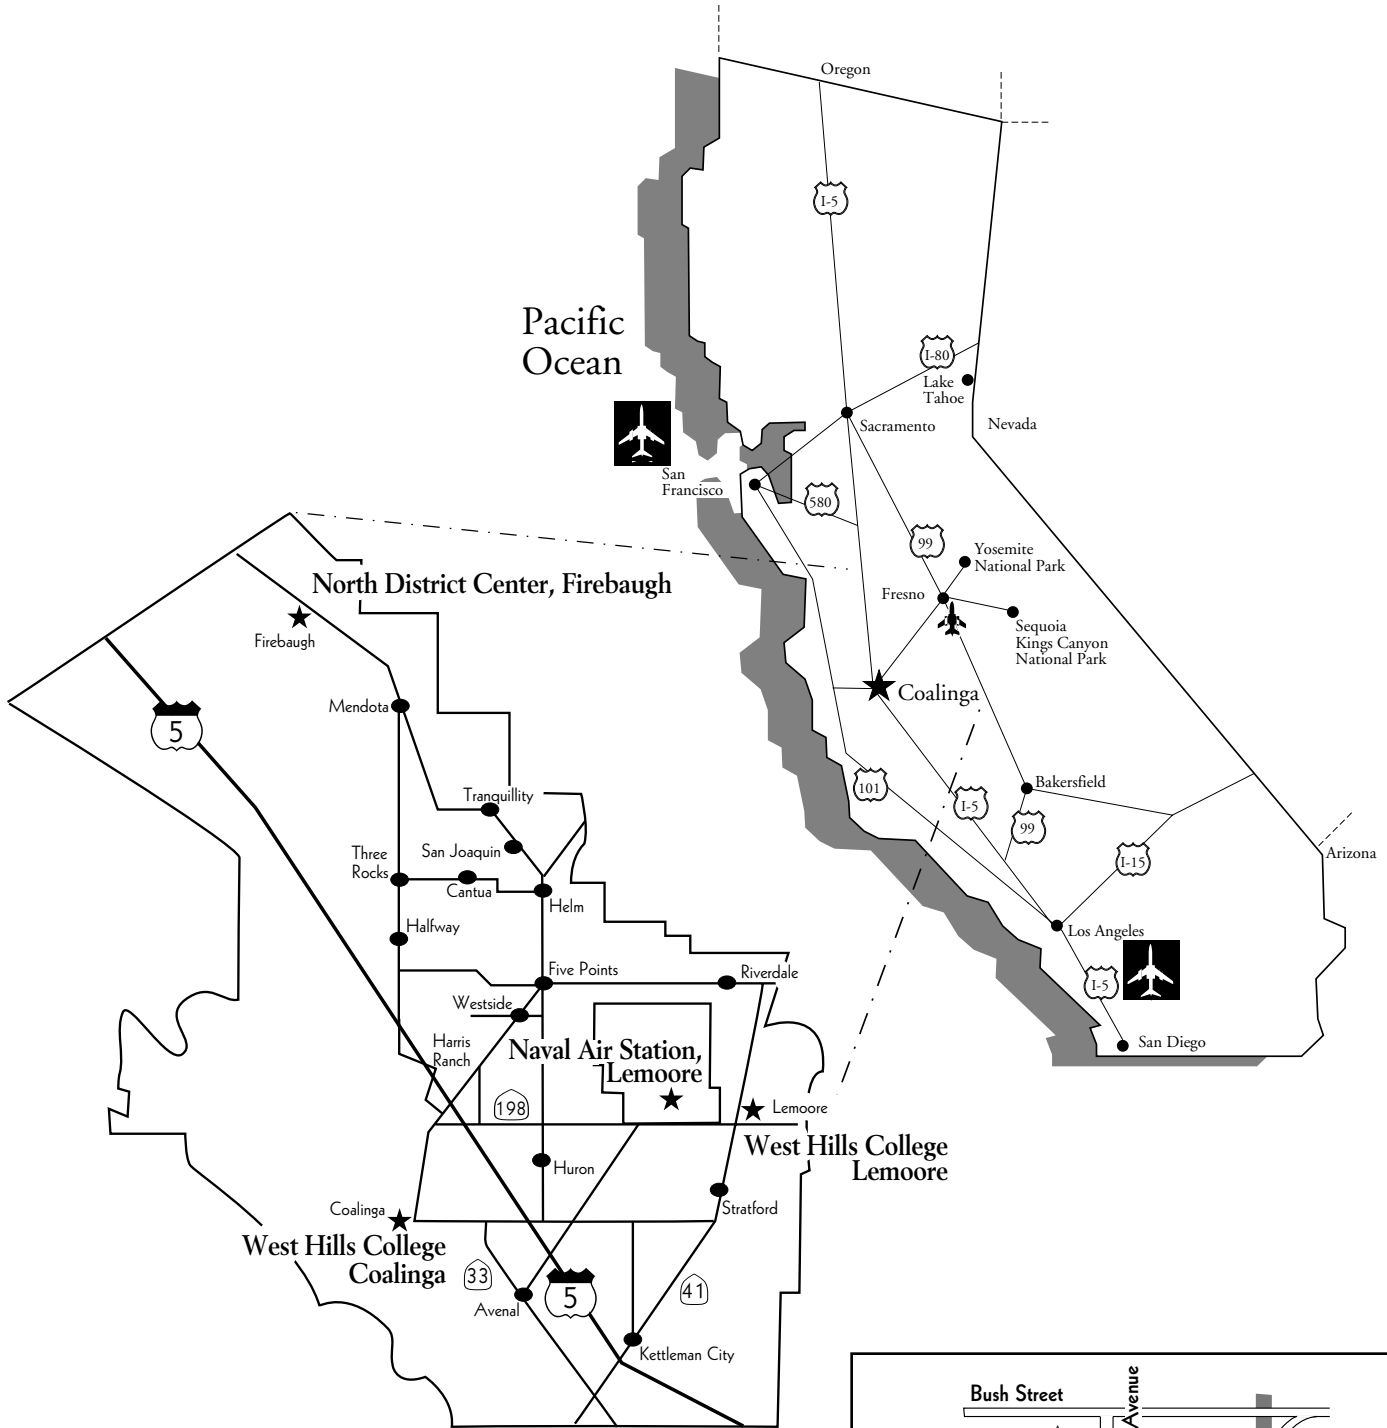 Oregon
I-5
Pacific
Ocean
I-80
Lake
Tahoe
Sacramento
Nevada
San
Francisco
580
99
Yosemite
National Park
Fresno
Sequoia
Kings Canyon
National Park
Coalinga
101
I-5
Bakersfield
99
I-15
Arizona
Los Angeles
I-5
San Diego
North District Center, Firebaugh
Firebaugh
Mendota
5
Tranquillity
San Joaquin
Three
Rocks
Cantua
Helm
Halfway
Five Points
Riverdale
Westside
Harris
Ranch
Naval Air Station,
Lemoore
198
Lemoore
West Hills College
Lemoore
Huron
Stratford
Coalinga
West Hills College
Coalinga
33
5
41
Avenal
Kettleman City
Bush Street
Avenue